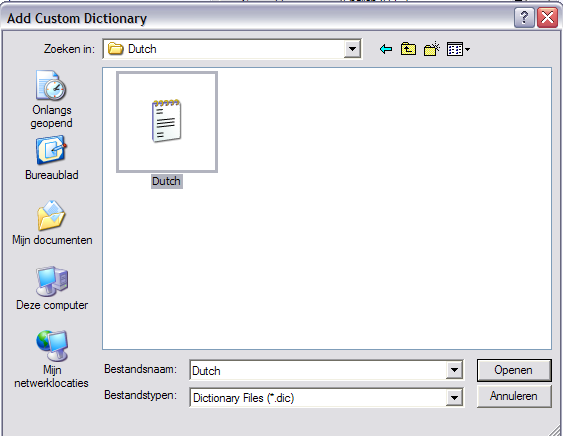 Add Custom Dictionary
Zoeken in:
Dutch
Onlangs
geopend
Bureaublad
Mijn documenten
Deze computer
Mijn
netwerklocaties
Dutch
Bestandsnaam:
Dutch
Openen
Bestandstypen:
Dictionary Files (*.dic)
Annuleren